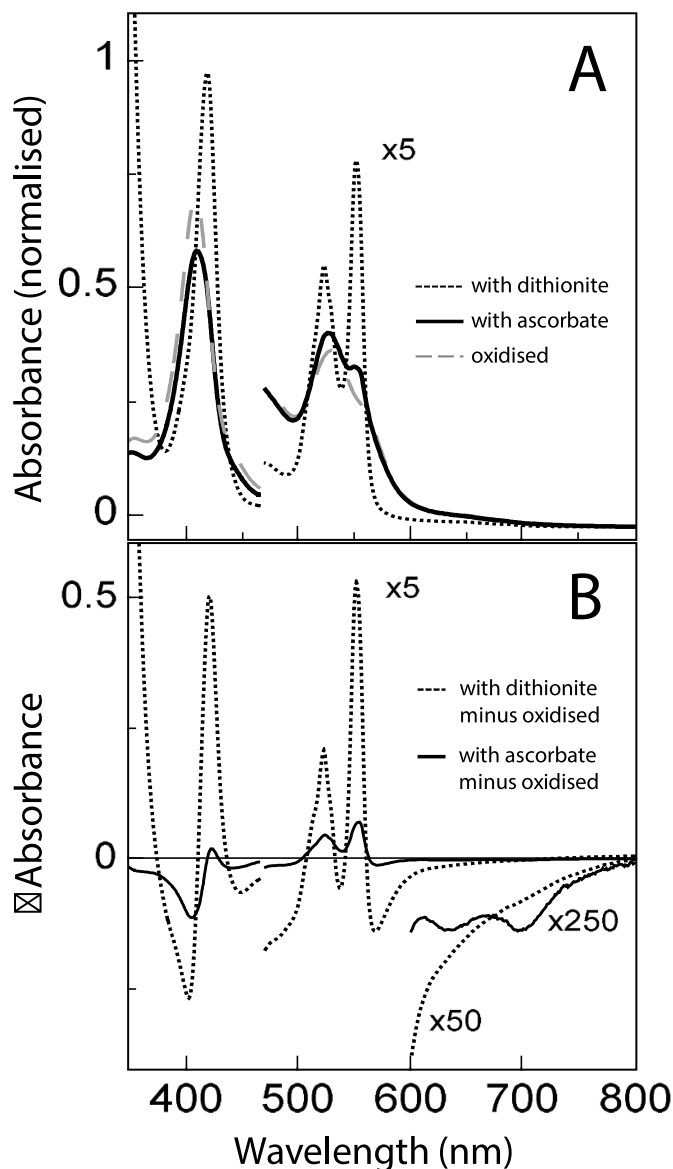 A
1
x5
Absorbance (normalised)
0.5
with dithionite
with ascorbate
oxidised
0
B
0.5
x5
with dithionite
minus oxidised
with ascorbate
minus oxidised
Absorbance
0
x250
x50
400 500 600 700 800
Wavelength (nm)